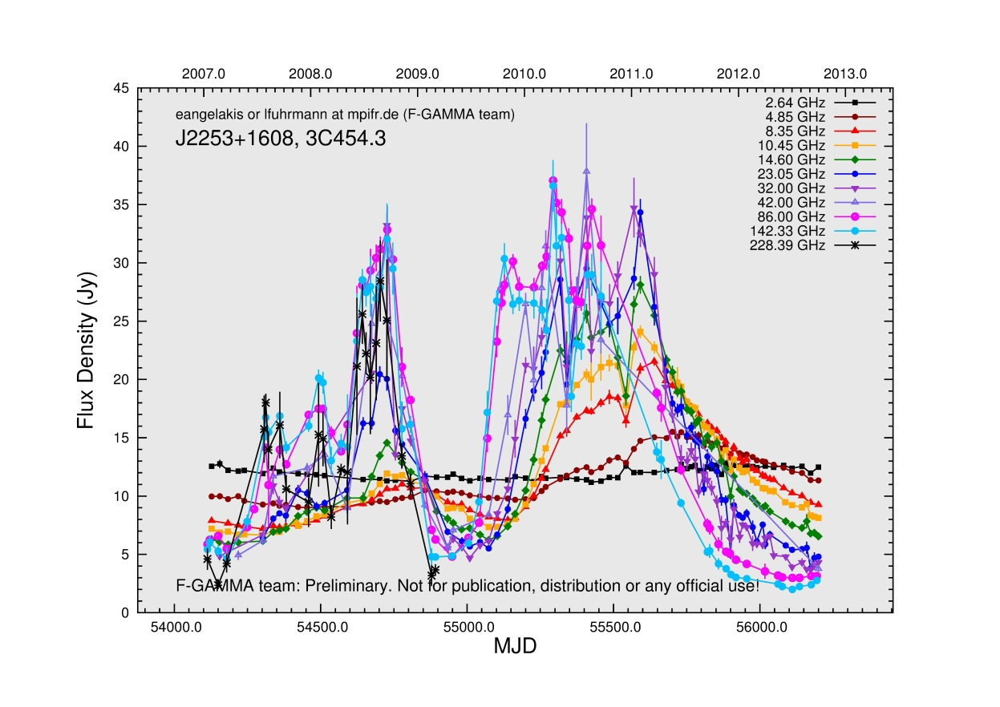 2007.0 2008.0 2009.0 2010.0 2011.0 2012.0 2013.0
45
40
35
30
25
20
15
10
5
0
Flux Density (Jy)
eangelakis or lfuhrmann at mpifr.de (F-GAMMA team)
J2253+1608, 3C454.3
2.64 GHz
4.85 GHz
8.35 GHz
10.45 GHz
14.60 GHz
23.05 GHz
32.00 GHz
42.00 GHz
86.00 GHz
142.33 GHz
228.39 GHz
F-GAMMA team: Preliminary. Not for publication, distribution or any official use!
54000.0 54500.0 55000.0 55500.0 56000.0
MJD